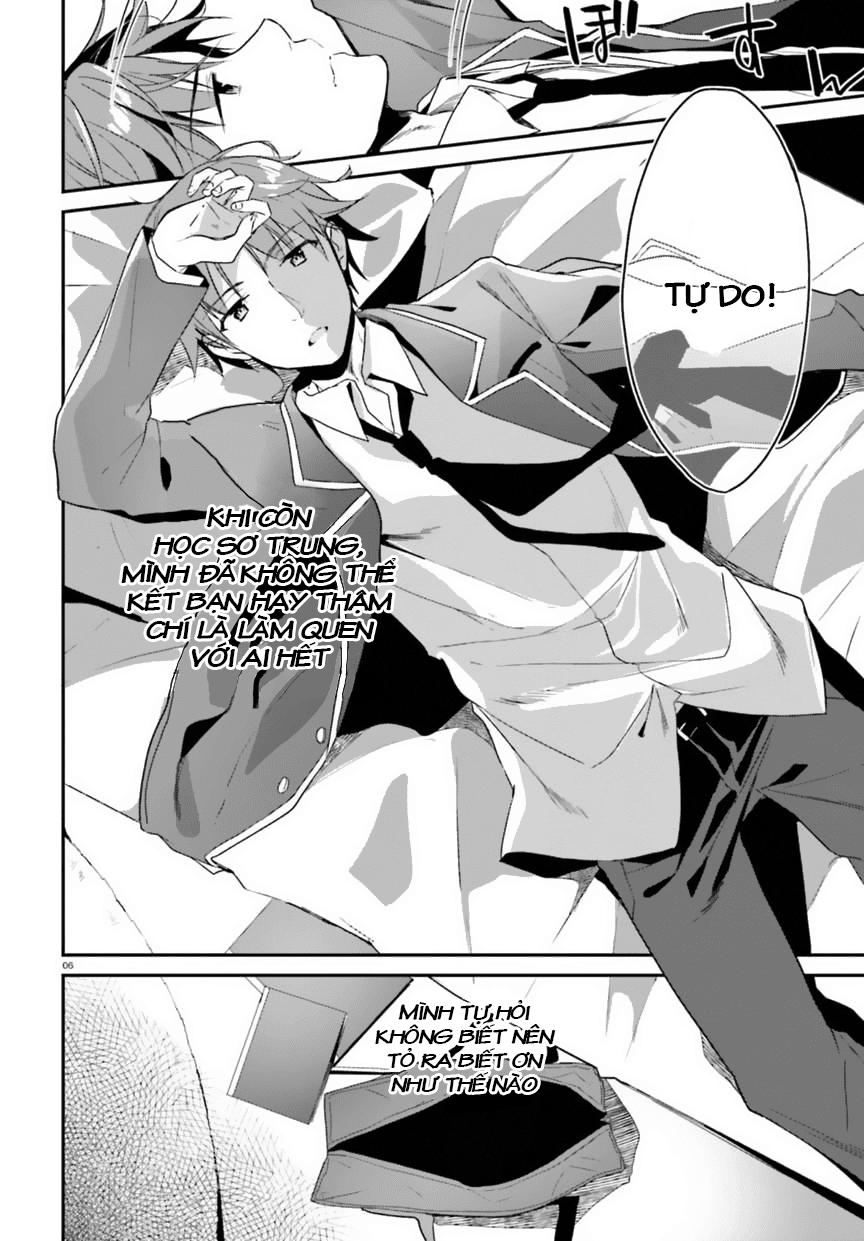 ぼすん
TỰ DO!
KHI CÒN
HỌC SƠ TRUNG,
MÌNH ĐÃ KHÔNG THỂ
KẾT BẠN HAY THẬM
CHÍ LÀ LÀM QUEN
VỚI AI HẾT
06
MÌNH TỰ HỎI
KHÔNG BIẾT NÊN
TỎ RA BIẾT ƠN
NHƯ THẾ NÀO